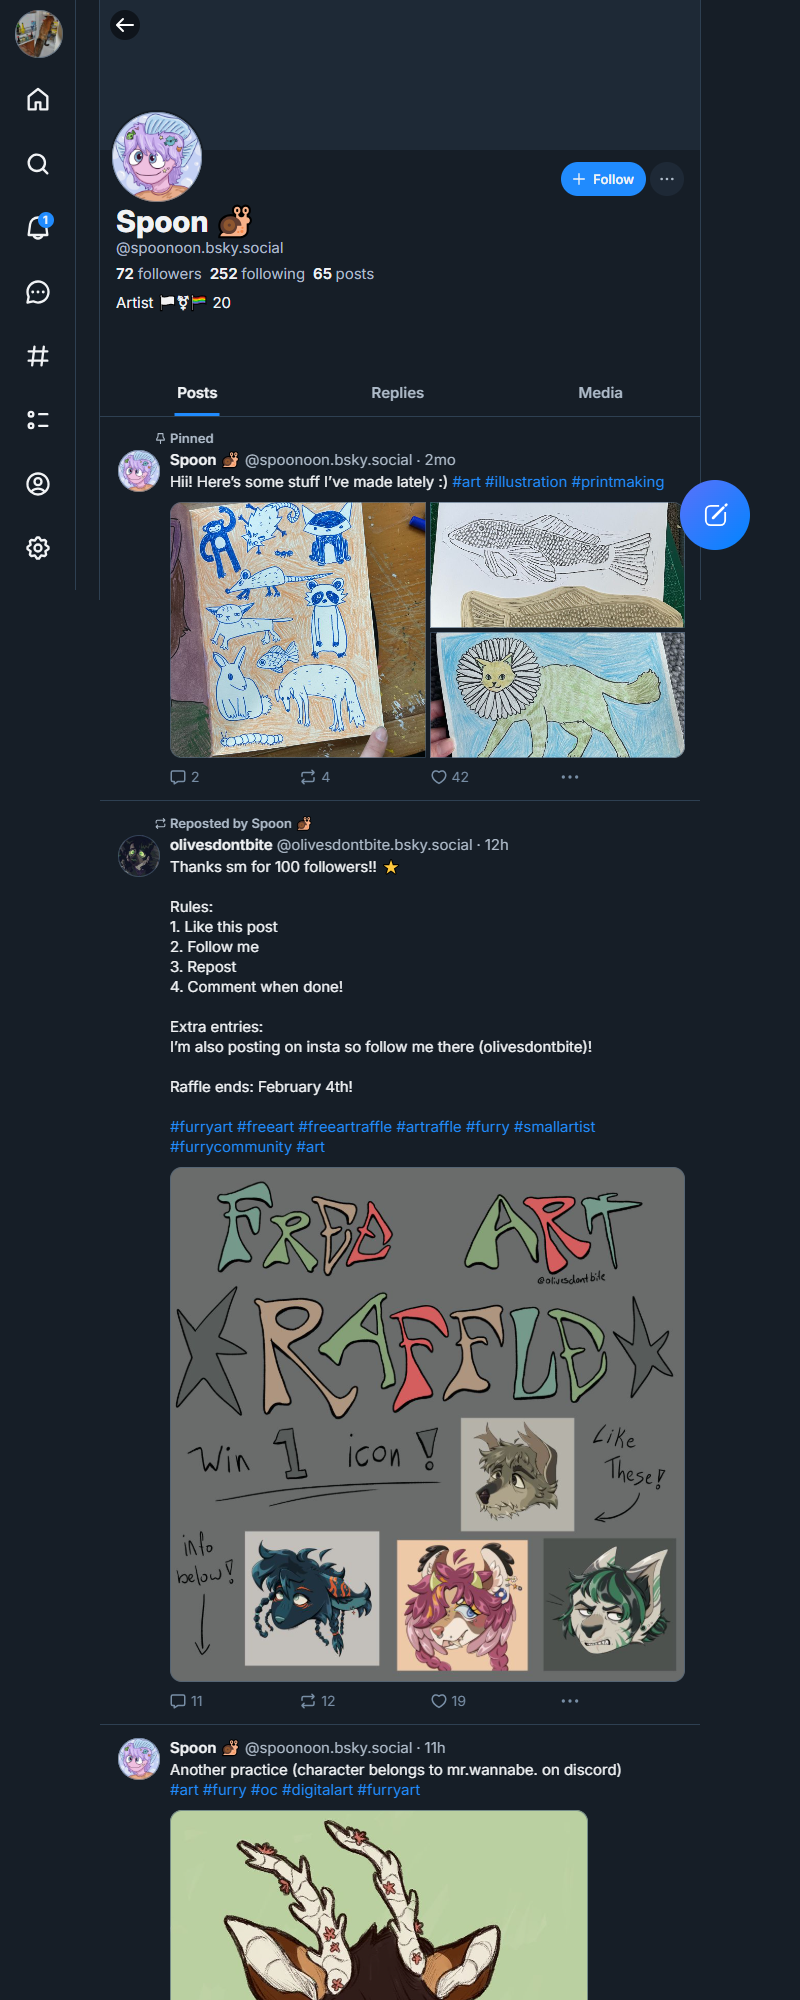 1
+ Follow
Spoon 🐌
@spoonoon.bsky.social
72 followers 252 following 65 posts
Artist 🏳️⚧🏳️‍🌈 20
Posts Replies Media
Pinned
Spoon 🐌 @spoonoon.bsky.social · 2mo
Hii! Here's some stuff I've made lately :) #art #illustration #printmaking
2 4 42
Reposted by Spoon 🐌
olivesdontbite @olivesdontbite.bsky.social · 12h
Thanks sm for 100 followers!! ⭐
Rules:
1. Like this post
2. Follow me
3. Repost
4. Comment when done!
Extra entries:
I'm also posting on insta so follow me there (olivesdontbite)!
Raffle ends: February 4th!
#furryart #freeart #freeartraffle #artraffle #furry #smallartist
#furrycommunity #art
FREE ART
@olivesdontbite
RAFFLE
Win 1 icon!
Like
These!
info
below!
11 12 19
Spoon 🐌 @spoonoon.bsky.social · 11h
Another practice (character belongs to mr.wannabe. on discord)
#art #furry #oc #digitalart #furryart